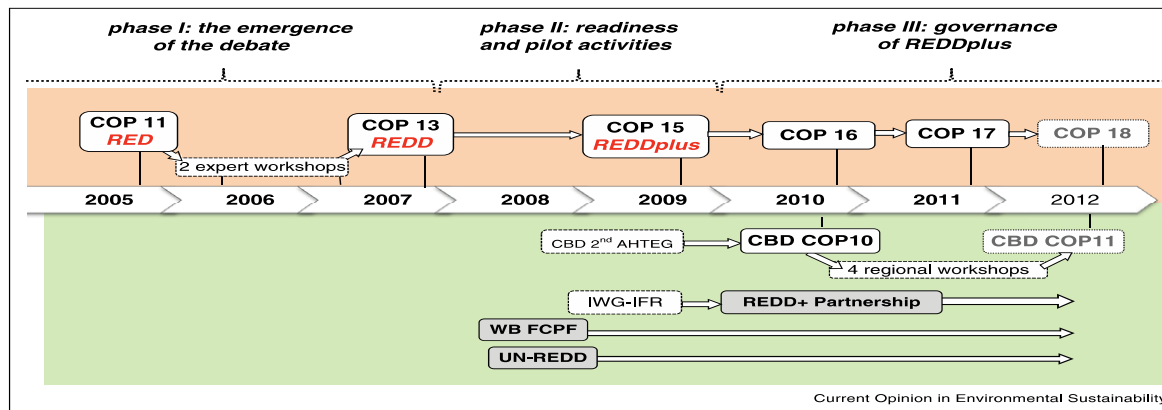 phase I: the emergence
of the debate
phase II: readiness
and pilot activities
phase III: governance
of REDDplus
COP 11
RED
2 expert workshops
COP 13
REDD
COP 15
REDDplus
COP 16
COP 17
COP 18
2005
2006
2007
2008
2009
2010
2011
2012
CBD 2nd AHTEG
CBD COP10
4 regional workshops
CBD COP11
IWG-IFR
REDD+ Partnership
WB FCPF
UN-REDD
Current Opinion in Environmental Sustainability